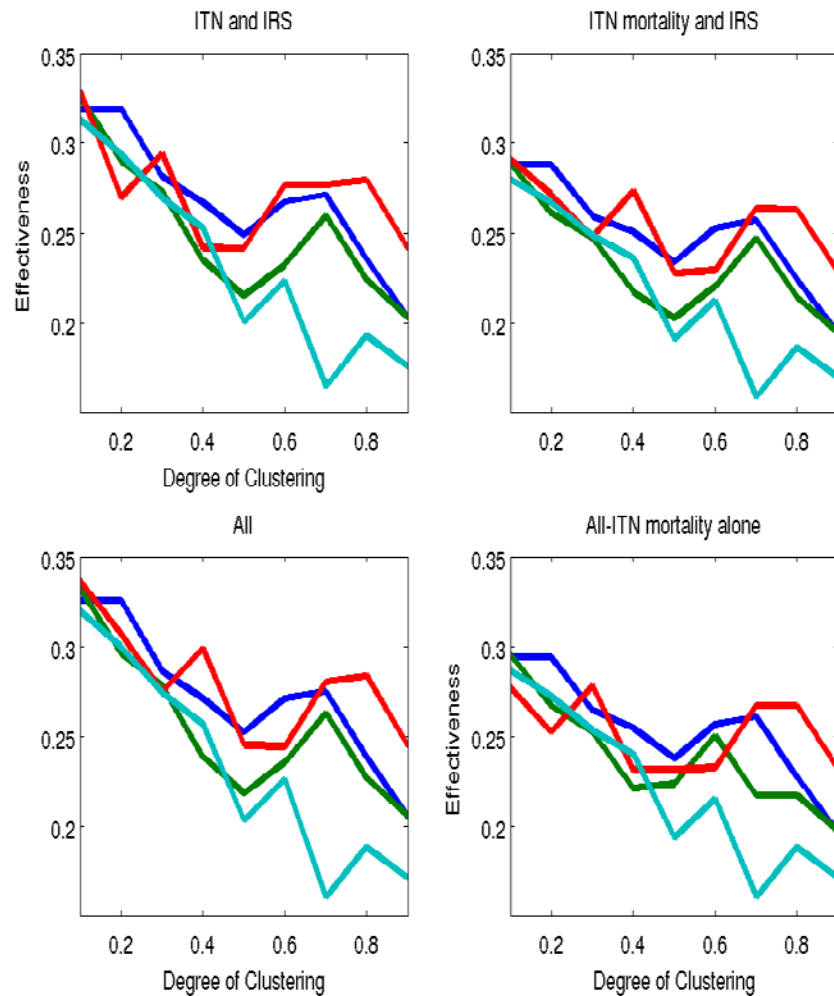 ITN and IRS
0.35
0.3
0.25
0.2
Effectiveness
0.2 0.4 0.6 0.8
Degree of Clustering
ITN mortality and IRS
0.35
0.3
0.25
0.2
0.2 0.4 0.6 0.8
All
0.35
0.3
0.25
0.2
0.2 0.4 0.6 0.8
Degree of Clustering
All-ITN mortality alone
0.35
0.3
0.25
0.2
Effectiveness
0.2 0.4 0.6 0.8
Degree of Clustering